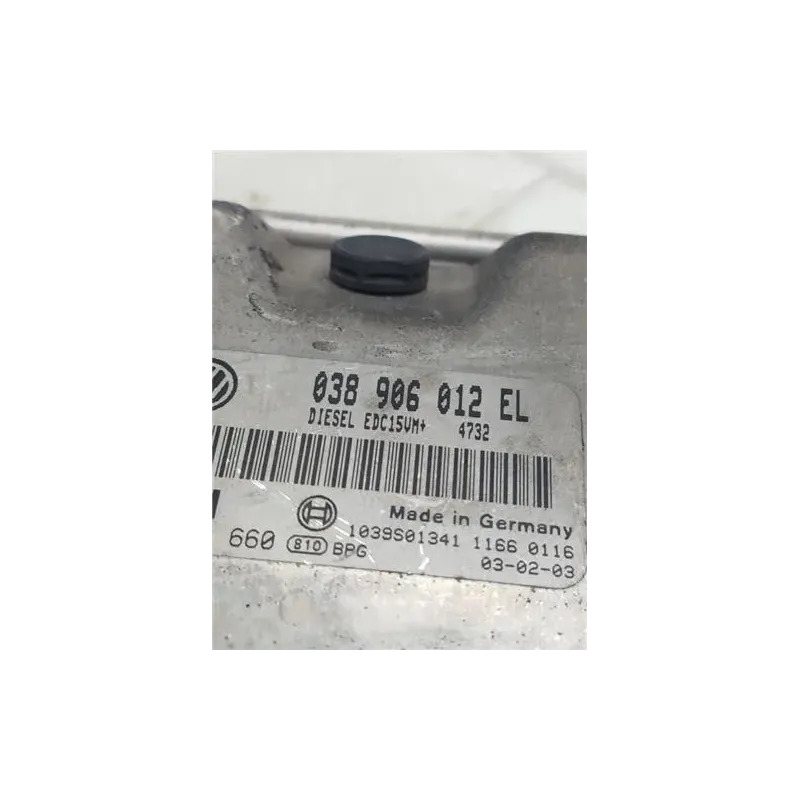 038 906 012 EL
DIESEL EDC15VM+ 4732
Made in Germany
1039S01341 1166 0116
660 810 BPG
03-02-03